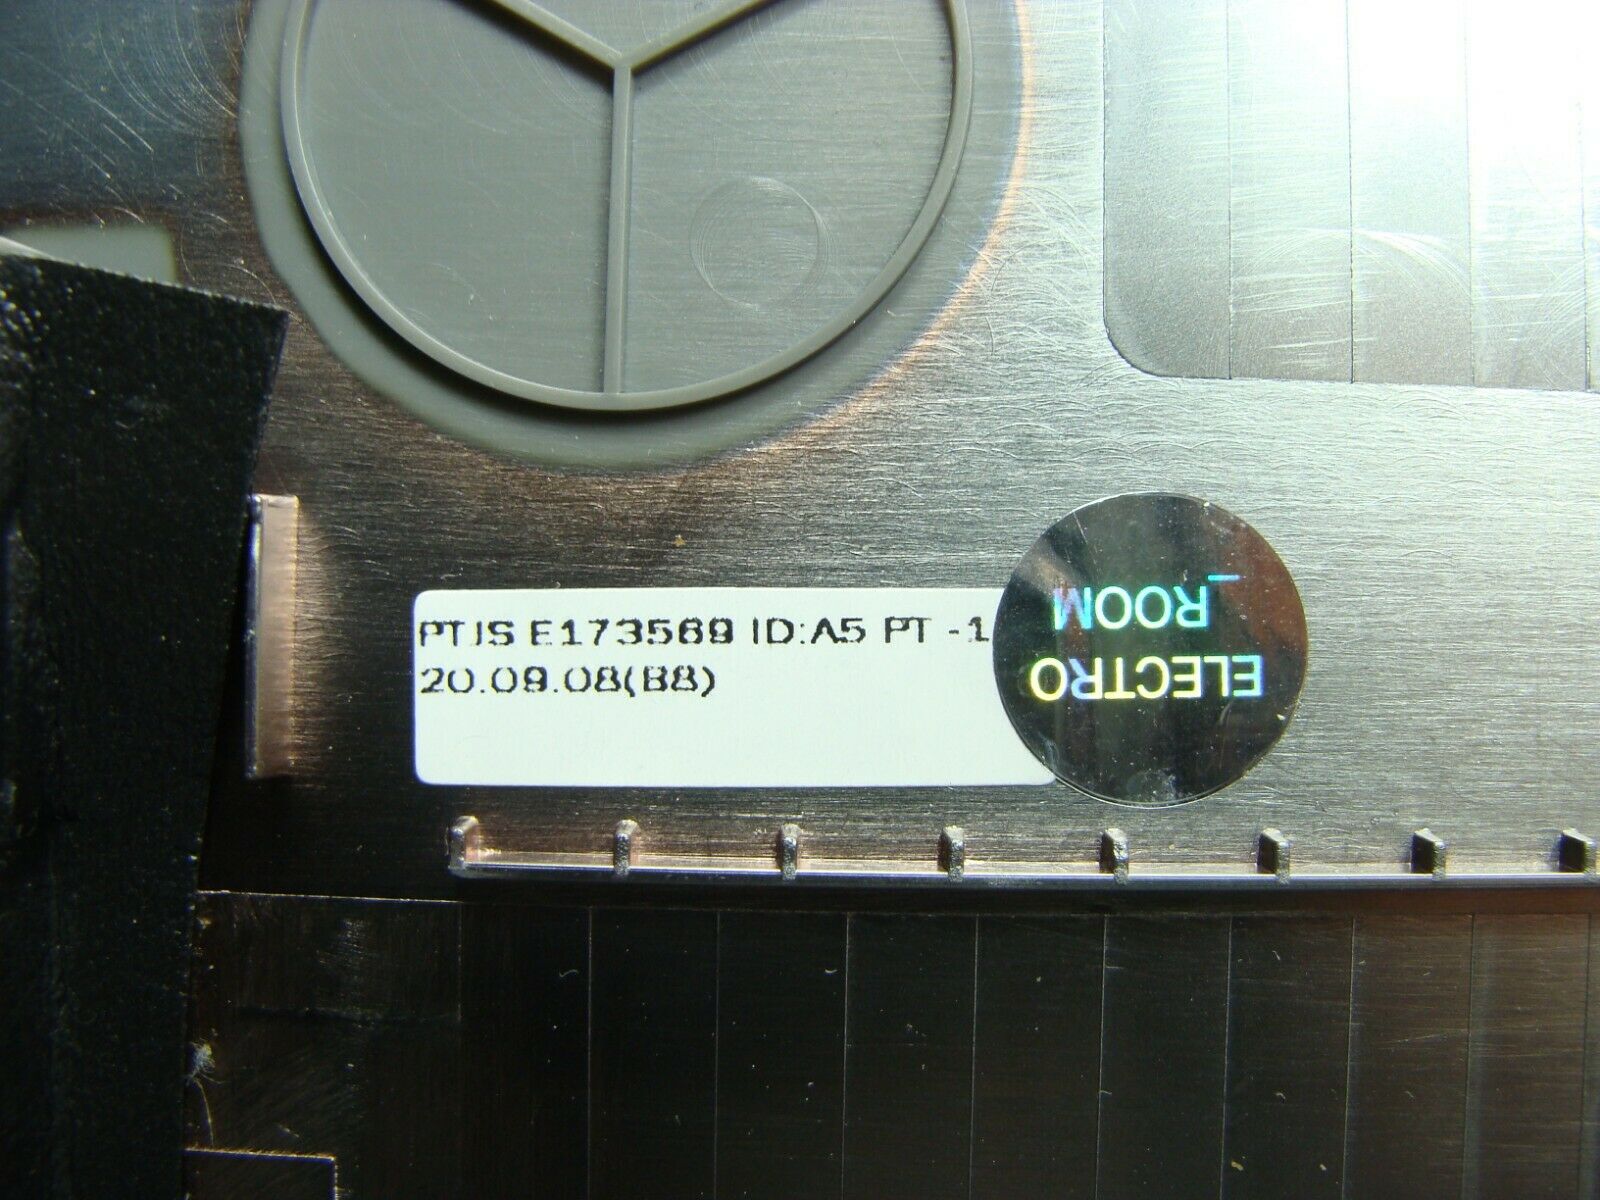 PTJS E173569 ID:A5 PT -1
20.09.08(B8)
ELECTRO
_ROOM